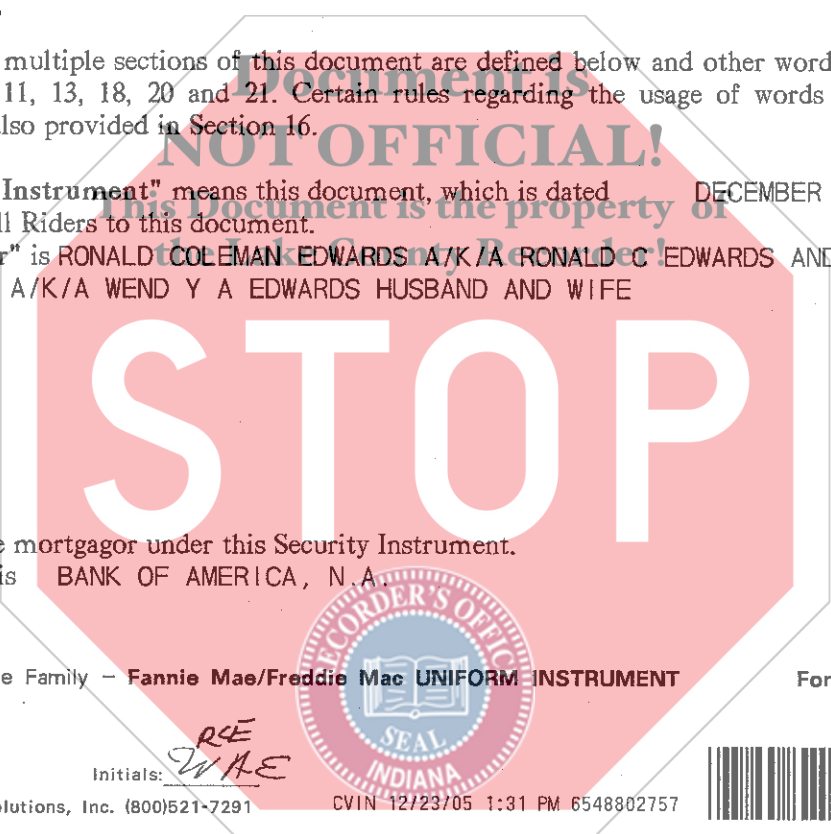 multiple sections of this document are defined below and other word
Document is
11, 13, 18, 20 and 21. Certain rules regarding the usage of words
also provided in Section 16.
NOT OFFICIAL!
Instrument" means this document, which is dated DECEMBER
This Document is the property of
ll Riders to this document.
the Lake County Recorder!
r" is RONALD COLEMAN EDWARDS A/K/A RONALD C EDWARDS AND
A/K/A WEND Y A EDWARDS HUSBAND AND WIFE
STOP
e mortgagor under this Security Instrument.
is BANK OF AMERICA, N.A.
RECORDER'S OFFICE
e Family - Fannie Mae/Freddie Mac UNIFORM INSTRUMENT For
SEAL
INDIANA
RCE
Initials: WAE
olutions, Inc. (800)521-7291 CVIN 12/23/05 1:31 PM 6548802757